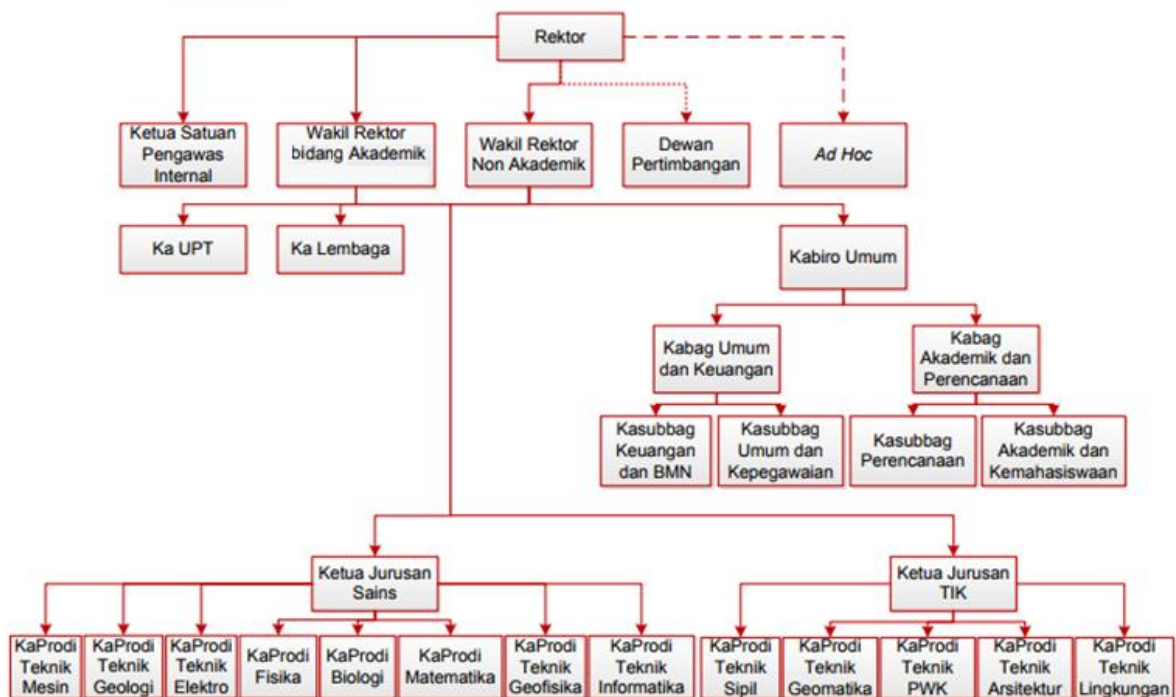 Rektor
Ketua Satuan
Pengawas
Internal
Wakil Rektor
bidang Akademik
Wakil Rektor
Non Akademik
Dewan
Pertimbangan
Ad Hoc
Ka UPT
Ka Lembaga
Kabiro Umum
Kabag Umum
dan Keuangan
Kabag
Akademik dan
Perencanaan
Kasubbag
Keuangan
dan BMN
Kasubbag
Umum dan
Kepegawaian
Kasubbag
Perencanaan
Kasubbag
Akademik dan
Kemahasiswaan
Ketua Jurusan
Sains
Ketua Jurusan
TIK
KaProdi
Teknik
Mesin
KaProdi
Teknik
Geologi
KaProdi
Teknik
Elektro
KaProdi
Fisika
KaProdi
Biologi
KaProdi
Matematika
KaProdi
Teknik
Geofisika
KaProdi
Teknik
Informatika
KaProdi
Teknik
Sipil
KaProdi
Teknik
Geomatika
KaProdi
Teknik
PWK
KaProdi
Teknik
Arsitektur
KaProdi
Teknik
Lingkungan